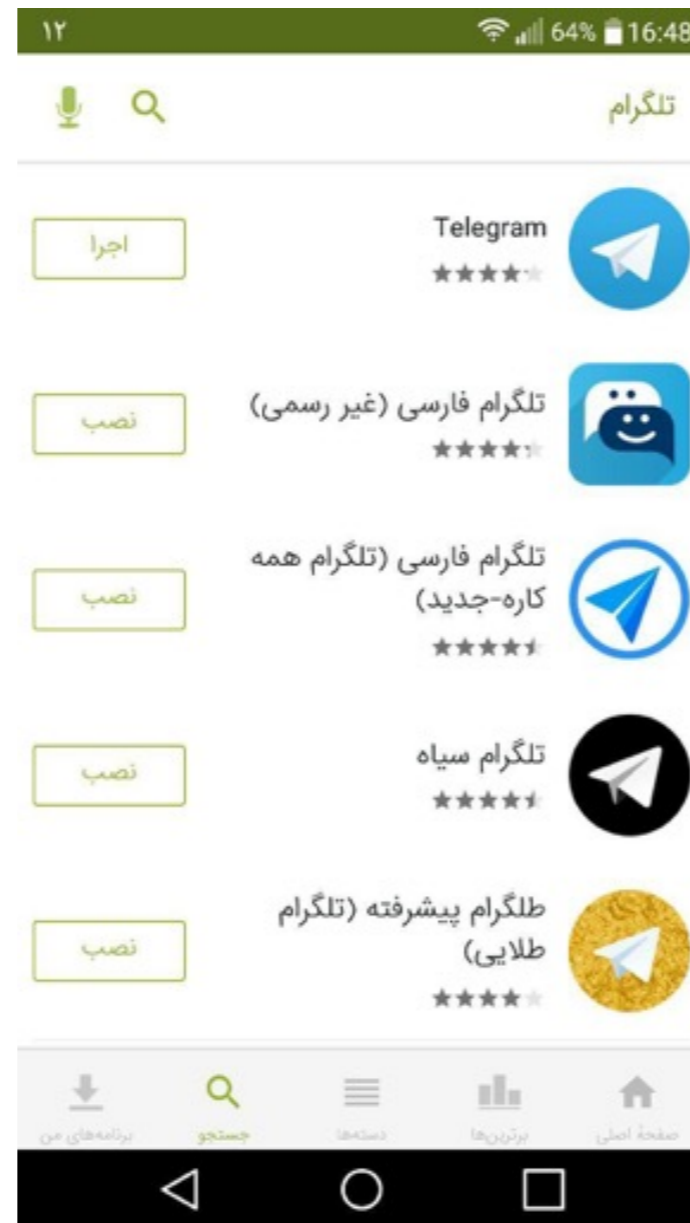 ۱۲ 64% 16:48
تلگرام
Telegram
اجرا
تلگرام فارسی (غیر رسمی)
نصب
تلگرام فارسی (تلگرام همه
کاره-جدید)
نصب
تلگرام سیاه
نصب
طلگرام پیشرفته (تلگرام
طلایی)
نصب
صفحهٔ اصلی
برترین‌ها
دسته‌ها
جستجو
برنامه‌های من